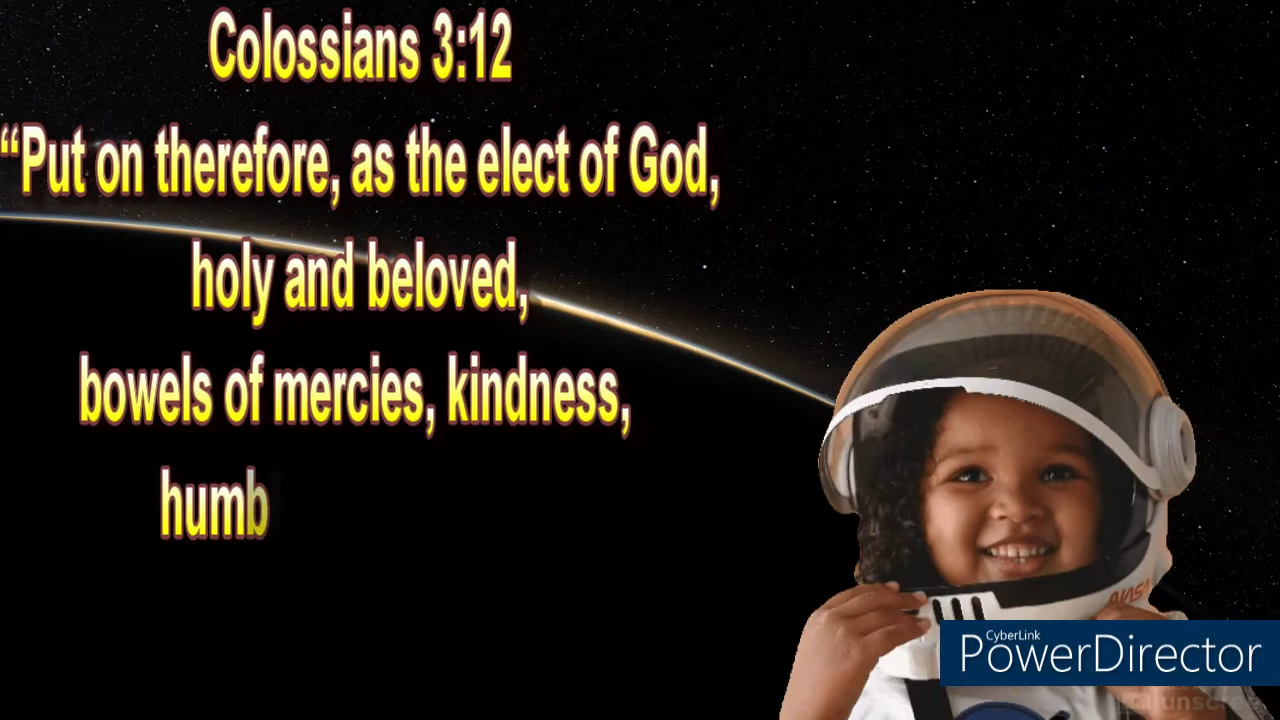 Colossians 3:12
“Put on therefore, as the elect of God,
holy and beloved,
bowels of mercies, kindness,
humb
NASA
CyberLink
PowerDirector